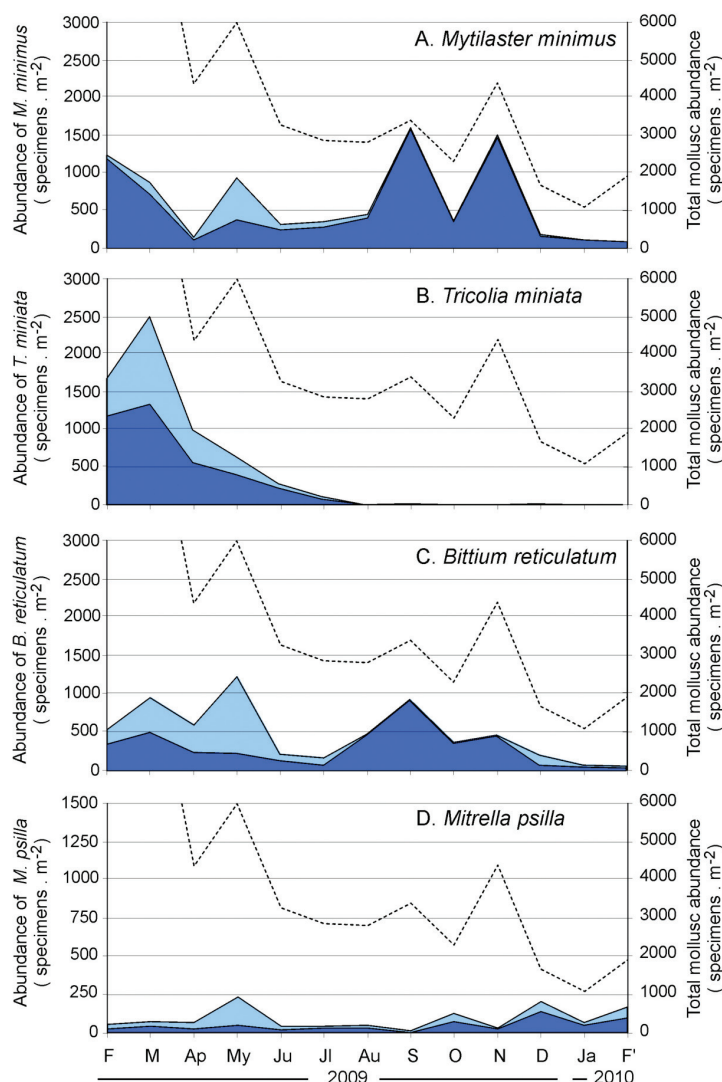 A. Mytilaster minimus
Abundance of M. minimus
( specimens . m-2)
3000
2500
2000
1500
1000
500
0
6000
5000
4000
3000
2000
1000
0
Total mollusc abundance
( specimens . m-2)
B. Tricolia miniata
Abundance of T. miniata
( specimens . m-2)
3000
2500
2000
1500
1000
500
0
6000
5000
4000
3000
2000
1000
0
Total mollusc abundance
( specimens . m-2)
C. Bittium reticulatum
Abundance of B. reticulatum
( specimens . m-2)
3000
2500
2000
1500
1000
500
0
6000
5000
4000
3000
2000
1000
0
Total mollusc abundance
( specimens . m-2)
D. Mitrella psilla
Abundance of M. psilla
( specimens . m-2)
1500
1250
1000
750
500
250
0
6000
5000
4000
3000
2000
1000
0
Total mollusc abundance
( specimens . m-2)
F M Ap My Ju Jl Au S O N D Ja F'
2009 2010